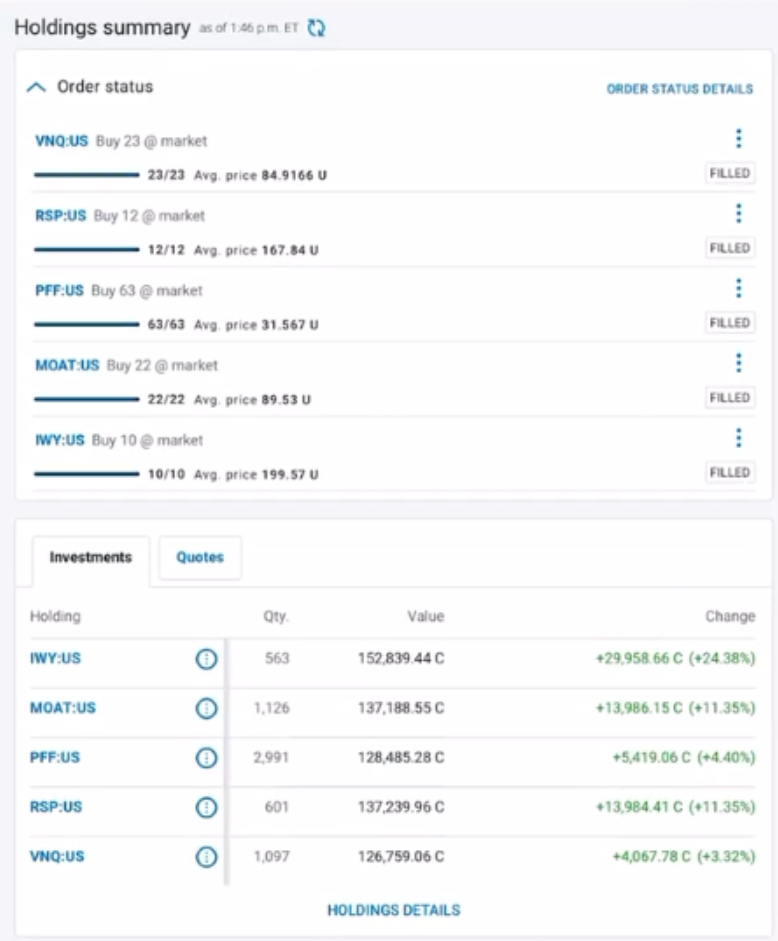 Holdings summary as of 1:46 p.m. ET
Order status ORDER STATUS DETAILS
VNQ:US Buy 23 @ market
23/23 Avg. price 84.9166 U FILLED
RSP:US Buy 12 @ market
12/12 Avg. price 167.84 U FILLED
PFF:US Buy 63 @ market
63/63 Avg. price 31.567 U FILLED
MOAT:US Buy 22 @ market
22/22 Avg. price 89.53 U FILLED
IWY:US Buy 10 @ market
10/10 Avg. price 199.57 U FILLED
Investments Quotes
Holding Qty. Value Change
IWY:US 563 152,839.44 C +29,958.66 C (+24.38%)
MOAT:US 1,126 137,188.55 C +13,986.15 C (+11.35%)
PFF:US 2,991 128,485.28 C +5,419.06 C (+4.40%)
RSP:US 601 137,239.96 C +13,984.41 C (+11.35%)
VNQ:US 1,097 126,759.06 C +4,067.78 C (+3.32%)
HOLDINGS DETAILS